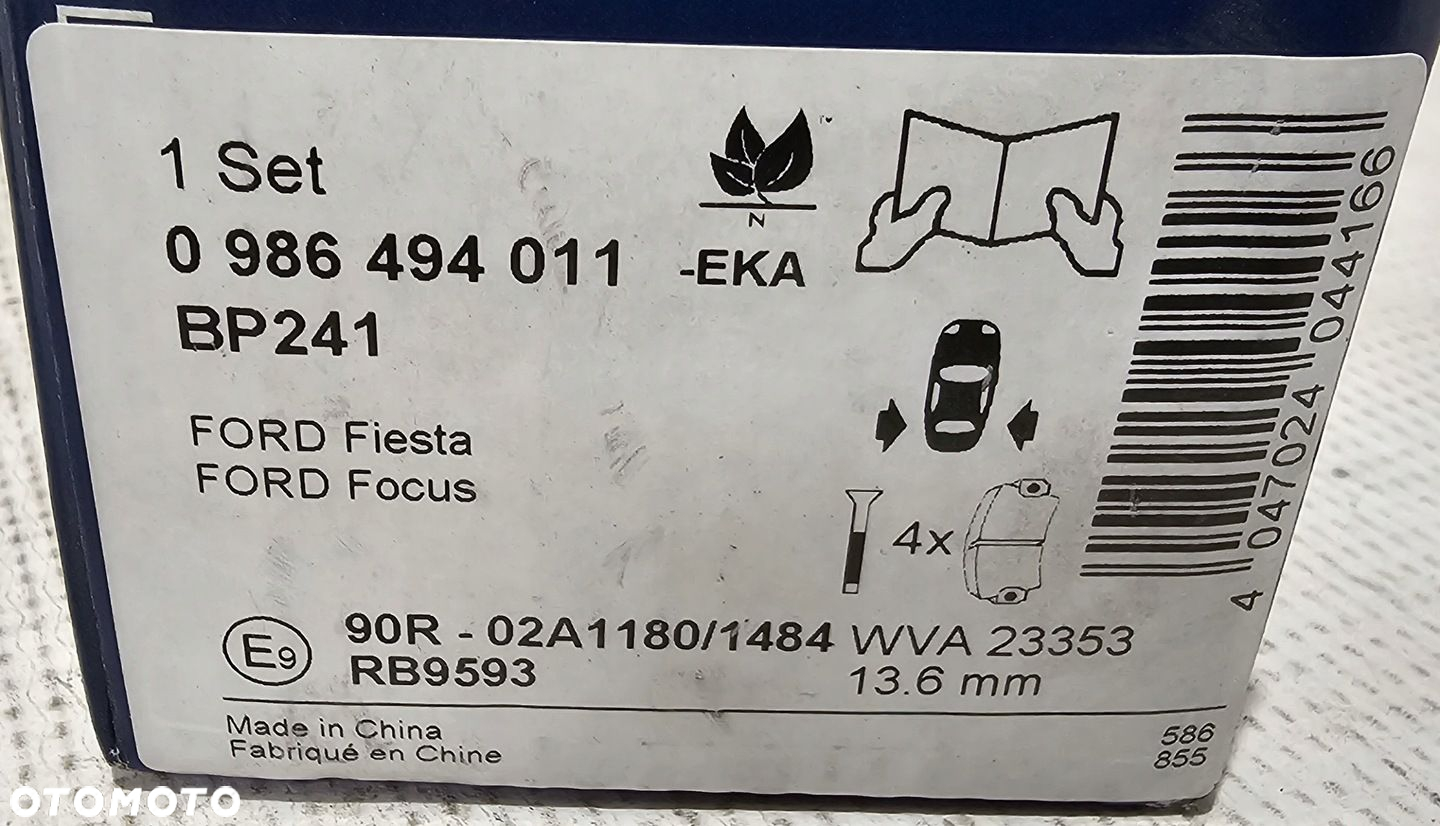 1 Set
0 986 494 011 -EKA
BP241
N
FORD Fiesta
FORD Focus
4x
E9
90R - 02A1180/1484 WVA 23353
RB9593 13.6 mm
Made in China
Fabriqué en Chine
586
855
4 047024 044166
OTOMOTO